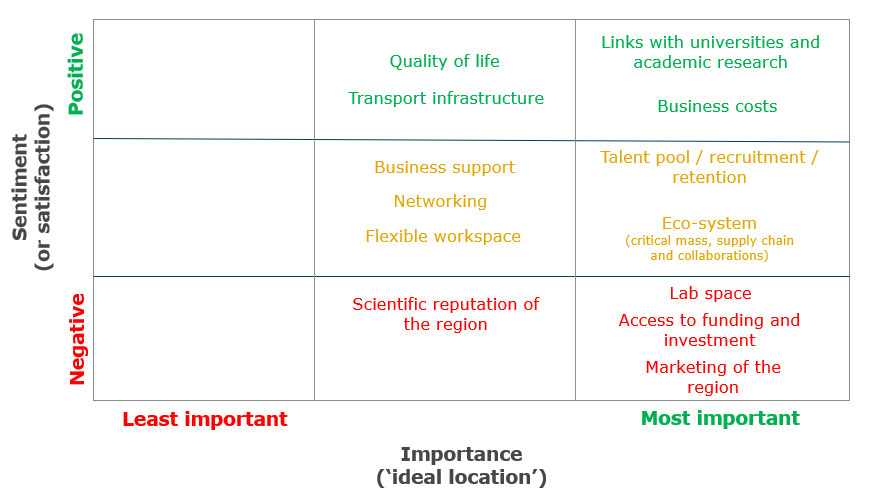 Sentiment
(or satisfaction)
Positive
Negative
Quality of life
Transport infrastructure
Links with universities and
academic research
Business costs
Business support
Networking
Flexible workspace
Talent pool / recruitment /
retention
Eco-system
(critical mass, supply chain
and collaborations)
Scientific reputation of
the region
Lab space
Access to funding and
investment
Marketing of the
region
Least important
Most important
Importance
(‘ideal location’)